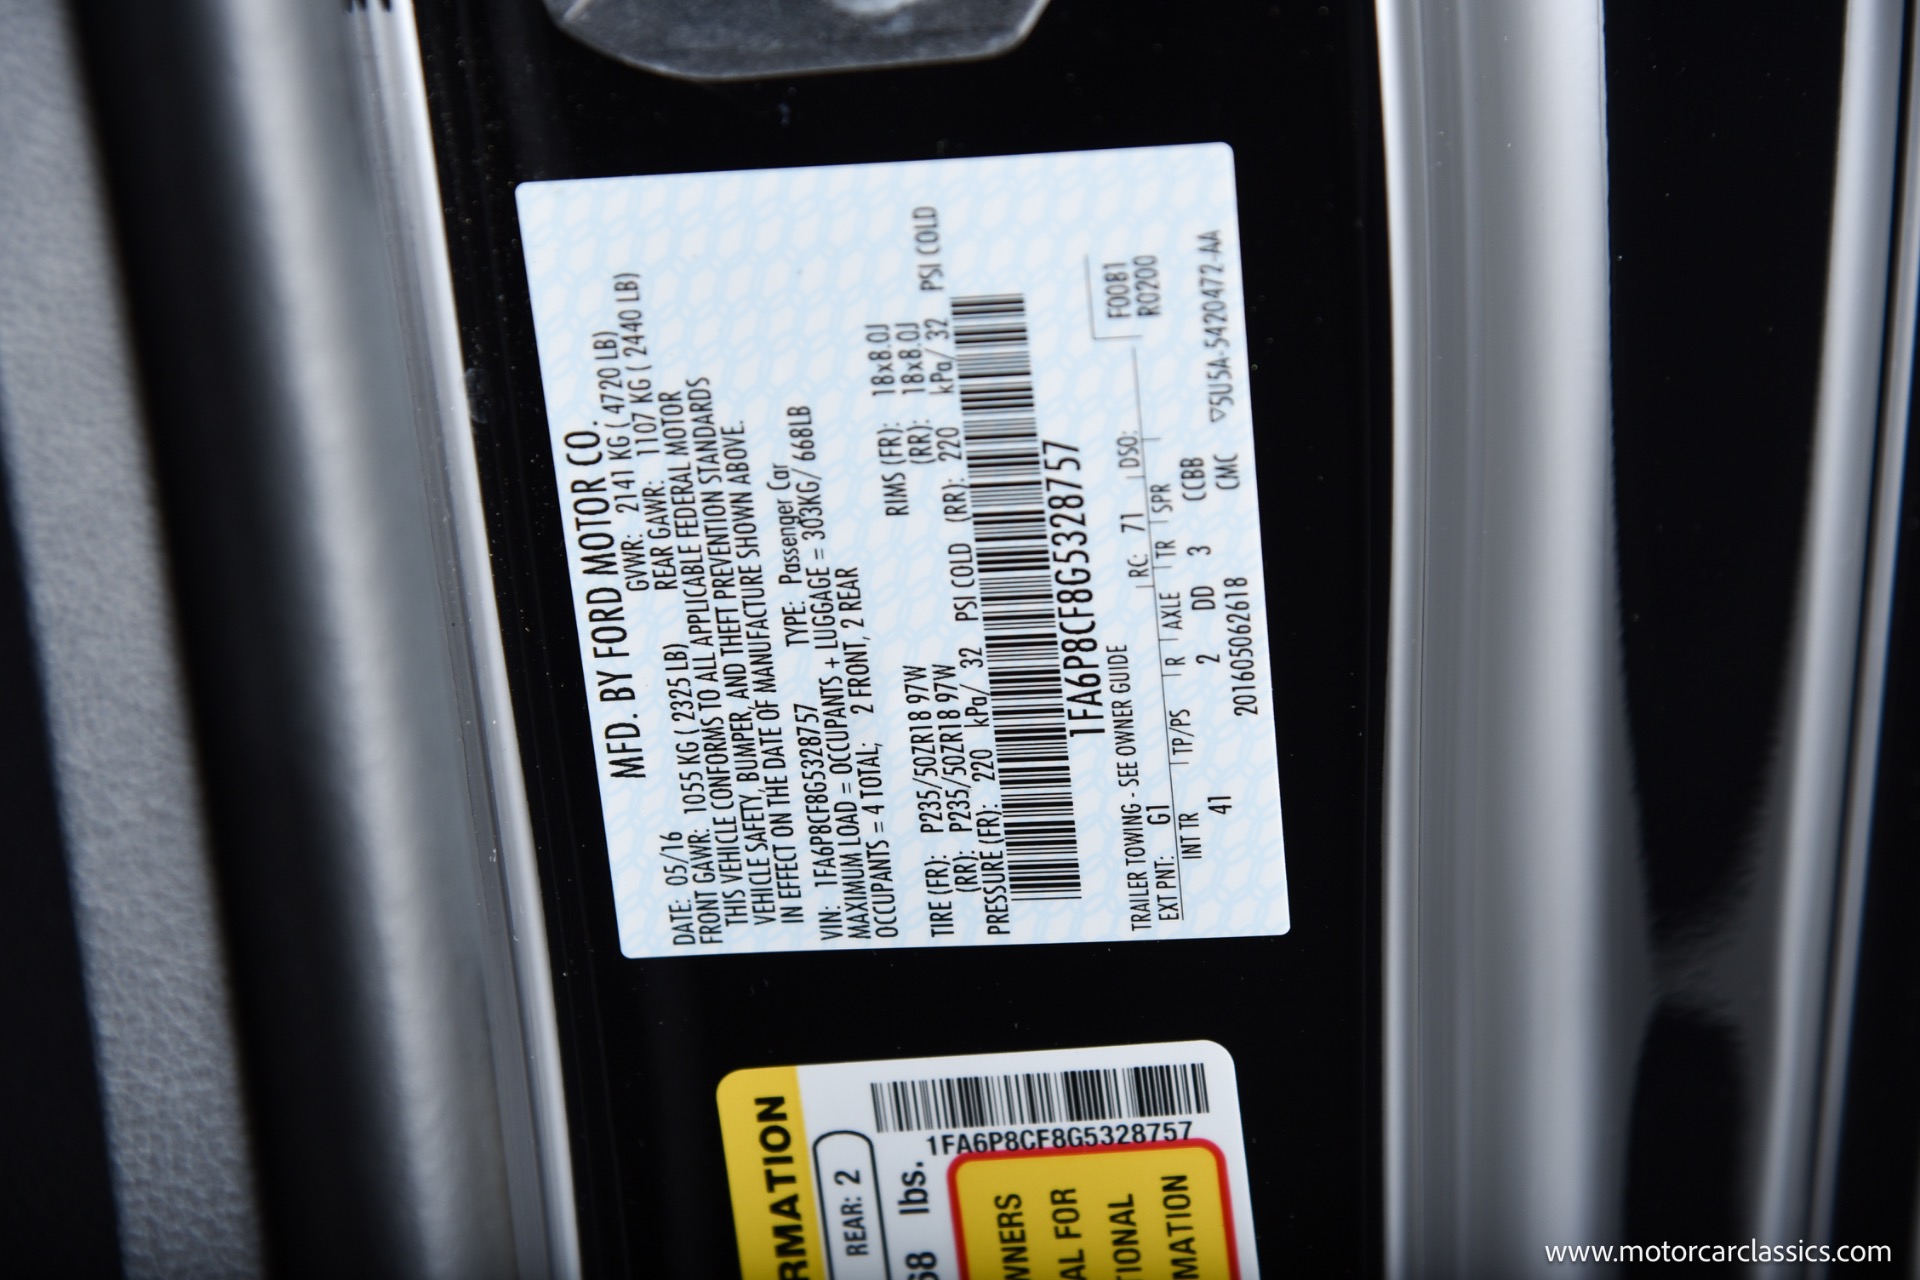 MFD. BY FORD MOTOR CO.
DATE: 05/16 GVWR: 2141 KG ( 4720 LB)
FRONT GAWR: 1055 KG ( 2325 LB) REAR GAWR: 1107 KG ( 2440 LB)
THIS VEHICLE CONFORMS TO ALL APPLICABLE FEDERAL MOTOR
VEHICLE SAFETY, BUMPER, AND THEFT PREVENTION STANDARDS
IN EFFECT ON THE DATE OF MANUFACTURE SHOWN ABOVE.
VIN: 1FA6P8CF8G5328757 TYPE: Passenger Car
MAXIMUM LOAD = OCCUPANTS + LUGGAGE = 303KG/ 668LB
OCCUPANTS = 4 TOTAL; 2 FRONT, 2 REAR
TIRE (FR): P235/50ZR18 97W RIMS (FR): 18x8.0J
(RR): P235/50ZR18 97W (RR): 18x8.0J
PRESSURE (FR): 220 kPa/ 32 PSI COLD (RR): 220 kPa/ 32 PSI COLD
1FA6P8CF8G5328757
TRAILER TOWING - SEE OWNER GUIDE
EXT PNT: G1 RC: 71 DSO: F00B1
R0200
INT TR TP/PS R AXLE TR SPR
41 2 DD 3 CCBB
201605062618 CMC ▽5U5A-5420472-AA
RMATION
REAR: 2
68 lbs.
1FA6P8CF8G5328757
WNERS
AL FOR
TIONAL
MATION
www.motorcarclassics.com